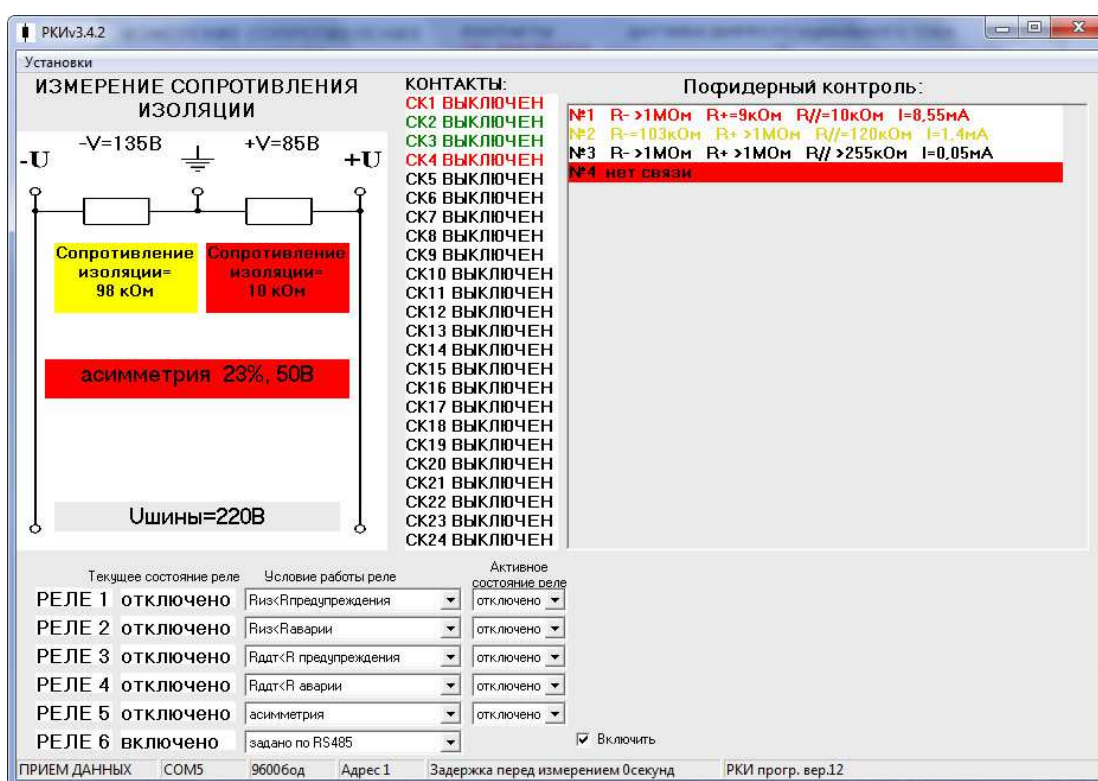 РКИv3.4.2
Установки
ИЗМЕРЕНИЕ СОПРОТИВЛЕНИЯ
ИЗОЛЯЦИИ
-V=135В
+V=85В
-U
+U
Сопротивление
изоляции=
98 кОм
Сопротивление
изоляции=
10 кОм
асимметрия 23%, 50В
Uшины=220В
КОНТАКТЫ:
СК1 ВЫКЛЮЧЕН
СК2 ВЫКЛЮЧЕН
СК3 ВЫКЛЮЧЕН
СК4 ВЫКЛЮЧЕН
СК5 ВЫКЛЮЧЕН
СК6 ВЫКЛЮЧЕН
СК7 ВЫКЛЮЧЕН
СК8 ВЫКЛЮЧЕН
СК9 ВЫКЛЮЧЕН
СК10 ВЫКЛЮЧЕН
СК11 ВЫКЛЮЧЕН
СК12 ВЫКЛЮЧЕН
СК13 ВЫКЛЮЧЕН
СК14 ВЫКЛЮЧЕН
СК15 ВЫКЛЮЧЕН
СК16 ВЫКЛЮЧЕН
СК17 ВЫКЛЮЧЕН
СК18 ВЫКЛЮЧЕН
СК19 ВЫКЛЮЧЕН
СК20 ВЫКЛЮЧЕН
СК21 ВЫКЛЮЧЕН
СК22 ВЫКЛЮЧЕН
СК23 ВЫКЛЮЧЕН
СК24 ВЫКЛЮЧЕН
Пофидерный контроль:
№1 R- >1МОм R+=9кОм R//=10кОм I=8,55мА
№2 R-=103кОм R+ >1МОм R//=120кОм I=1,4мА
№3 R- >1МОм R+ >1МОм R// >255кОм I=0,05мА
№4 нет связи
Текущее состояние реле Условие работы реле Активное состояние реле
РЕЛЕ 1 отключено Rиз<Rпредупреждения отключено
РЕЛЕ 2 отключено Rиз<Rаварии отключено
РЕЛЕ 3 отключено Rддт<R предупреждения отключено
РЕЛЕ 4 отключено Rддт<R аварии отключено
РЕЛЕ 5 отключено асимметрия отключено
РЕЛЕ 6 включено задано по RS485 Включить
ПРИЕМ ДАННЫХ COM5 9600бод Адрес 1 Задержка перед измерением 0секунд РКИ прогр. вер.12